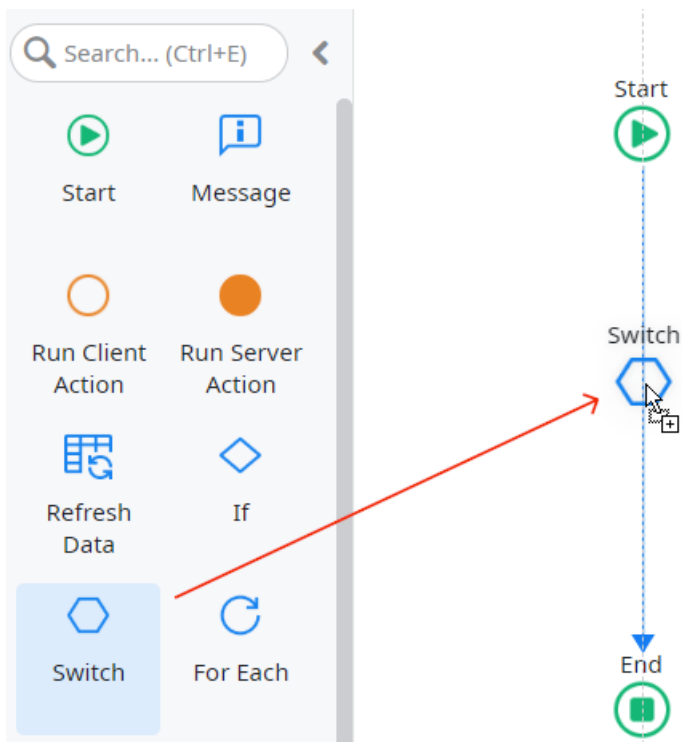 Search... (Ctrl+E)
Start
Message
Run Client
Action
Run Server
Action
Refresh
Data
If
Switch
For Each
Start
Switch
End